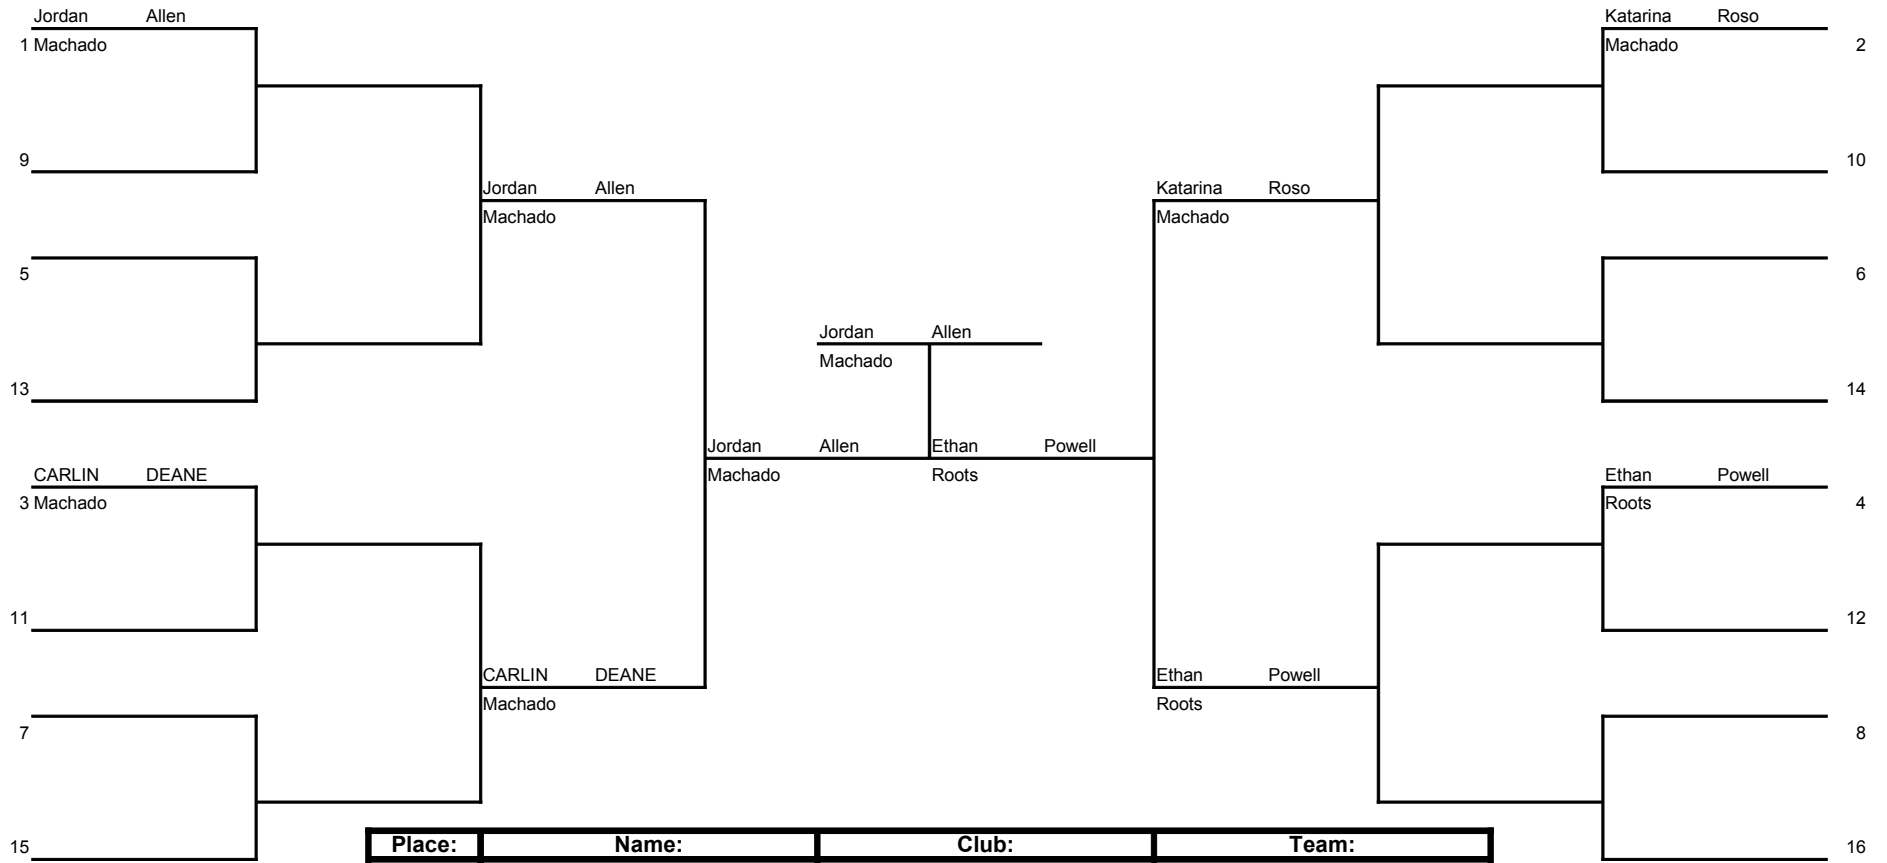 Jordan Allen Katarina Roso
1 Machado Machado 2
9 10
Jordan Allen Katarina Roso
Machado Machado
5 6
Jordan Allen
Machado
13 14
Jordan Allen Ethan Powell
Machado Roots
CARLIN DEANE Ethan Powell
3 Machado Roots 4
11 12
CARLIN DEANE Ethan Powell
Machado Roots
7 8
Place: Name: Club: Team:
15 16